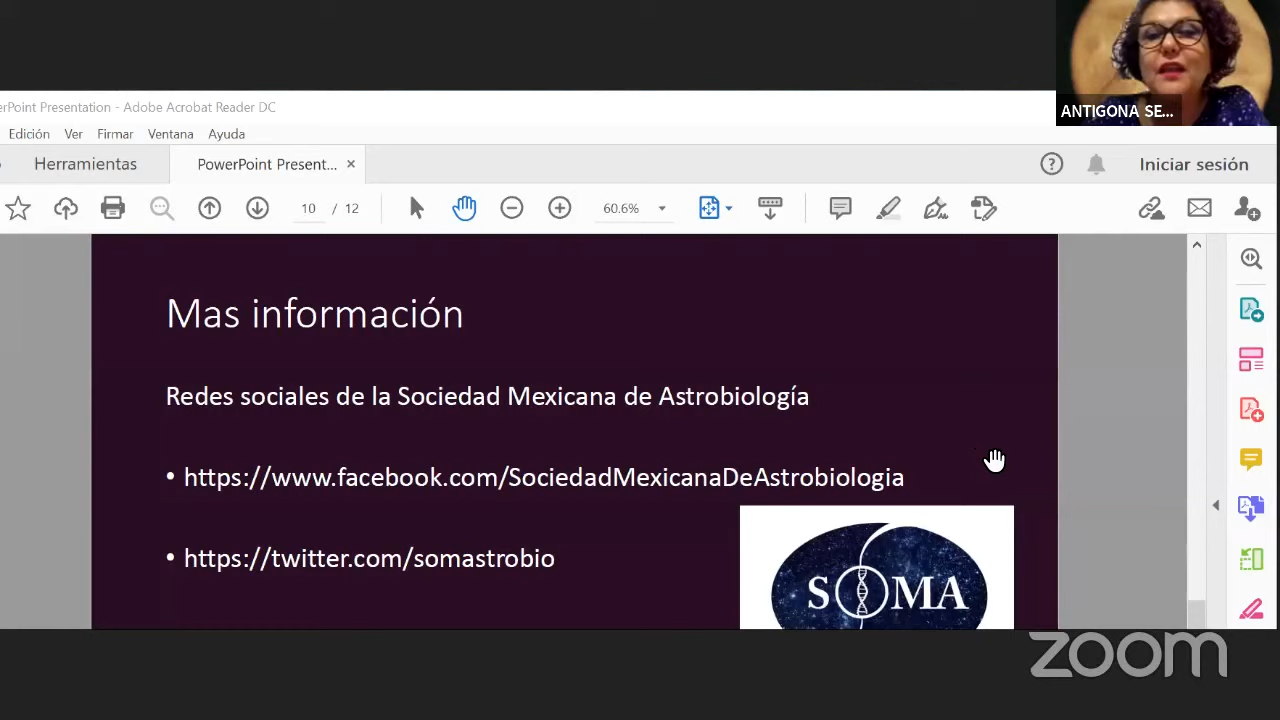 ANTIGONA SE...
erPoint Presentation - Adobe Acrobat Reader DC
Edición Ver Firmar Ventana Ayuda
Herramientas PowerPoint Present... × Iniciar sesión
10 / 12 60.6%
Mas información
Redes sociales de la Sociedad Mexicana de Astrobiología
• https://www.facebook.com/SociedadMexicanaDeAstrobiologia
• https://twitter.com/somastrobio
SOMA
zoom